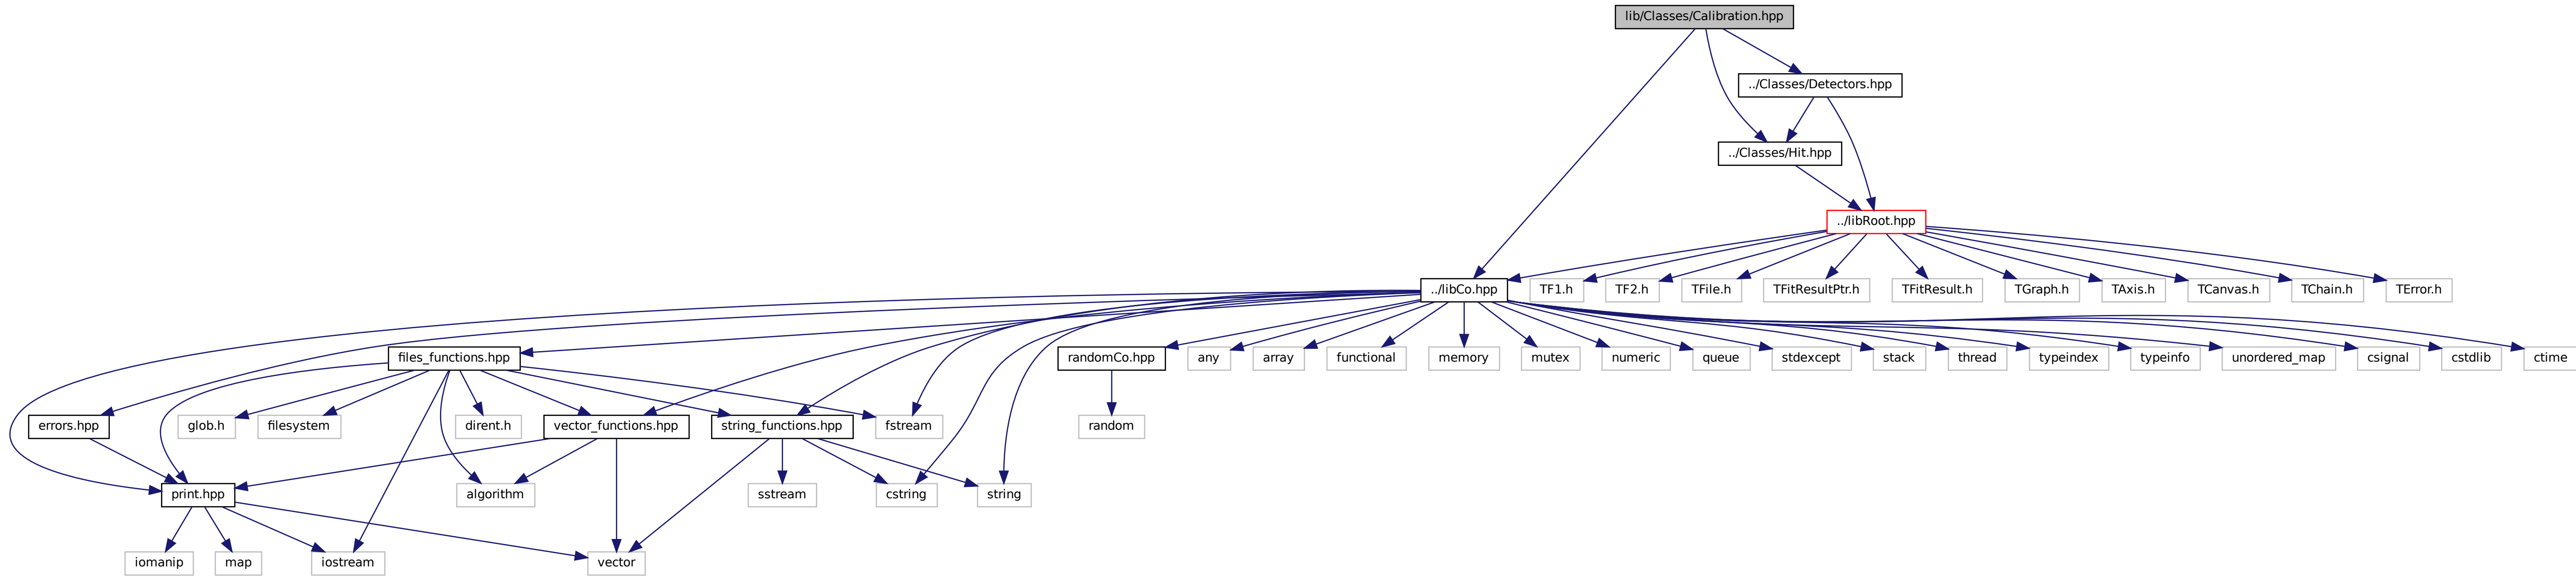 lib/Classes/Calibration.hpp
../Classes/Detectors.hpp
../Classes/Hit.hpp
../libRoot.hpp
../libCo.hpp
TF1.h
TF2.h
TFile.h
TFitResultPtr.h
TFitResult.h
TGraph.h
TAxis.h
TCanvas.h
TChain.h
TError.h
files_functions.hpp
randomCo.hpp
any
array
functional
memory
mutex
numeric
queue
stdexcept
stack
thread
typeindex
typeinfo
unordered_map
csignal
cstdlib
ctime
errors.hpp
glob.h
filesystem
dirent.h
vector_functions.hpp
string_functions.hpp
fstream
random
print.hpp
algorithm
sstream
cstring
string
iomanip
map
iostream
vector